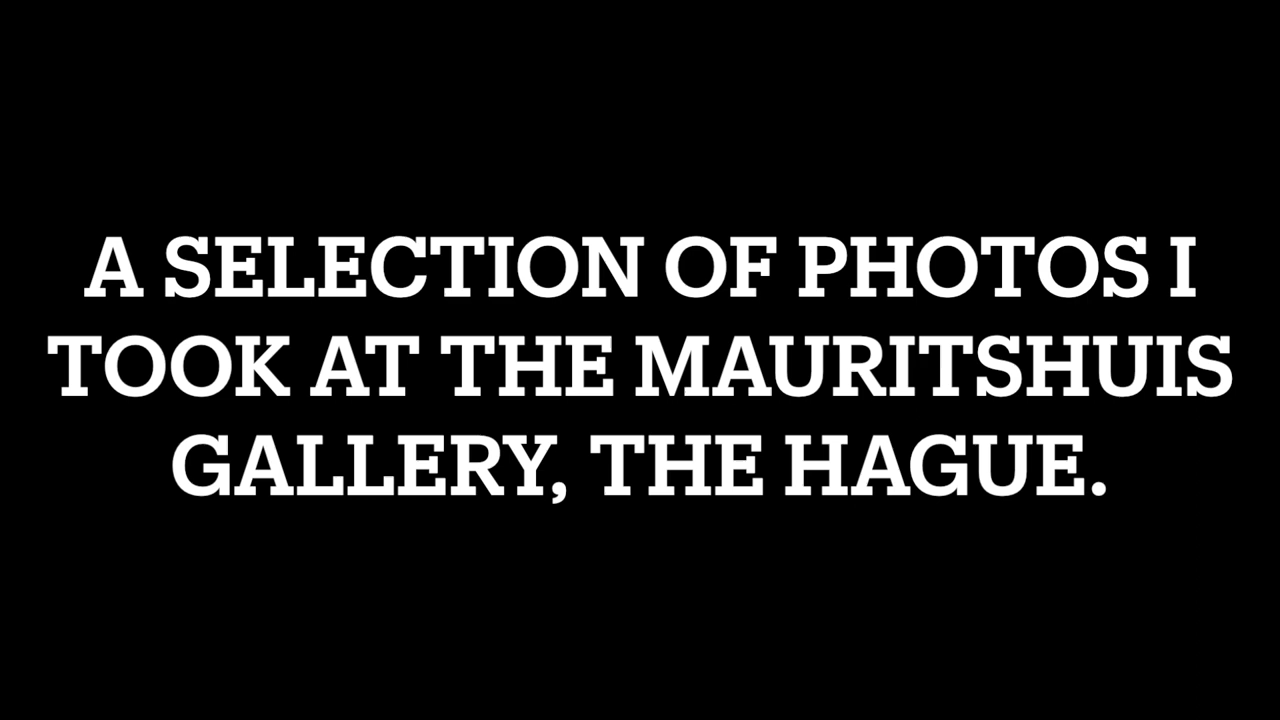 A SELECTION OF PHOTOS I
TOOK AT THE MAURITSHUIS
GALLERY, THE HAGUE.